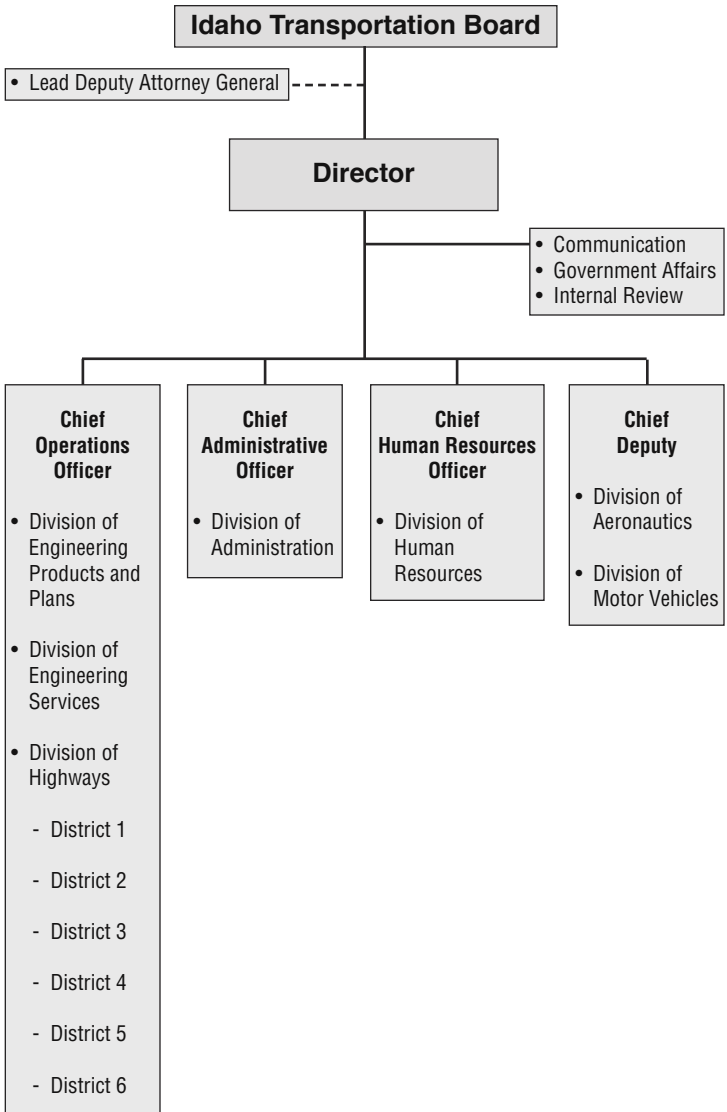 Idaho Transportation Board
• Lead Deputy Attorney General
Director
• Communication
• Government Affairs
• Internal Review
Chief
Operations
Officer
• Division of
Engineering
Products and
Plans
• Division of
Engineering
Services
• Division of
Highways
- District 1
- District 2
- District 3
- District 4
- District 5
- District 6
Chief
Administrative
Officer
• Division of
Administration
Chief
Human Resources
Officer
• Division of
Human
Resources
Chief
Deputy
• Division of
Aeronautics
• Division of
Motor Vehicles